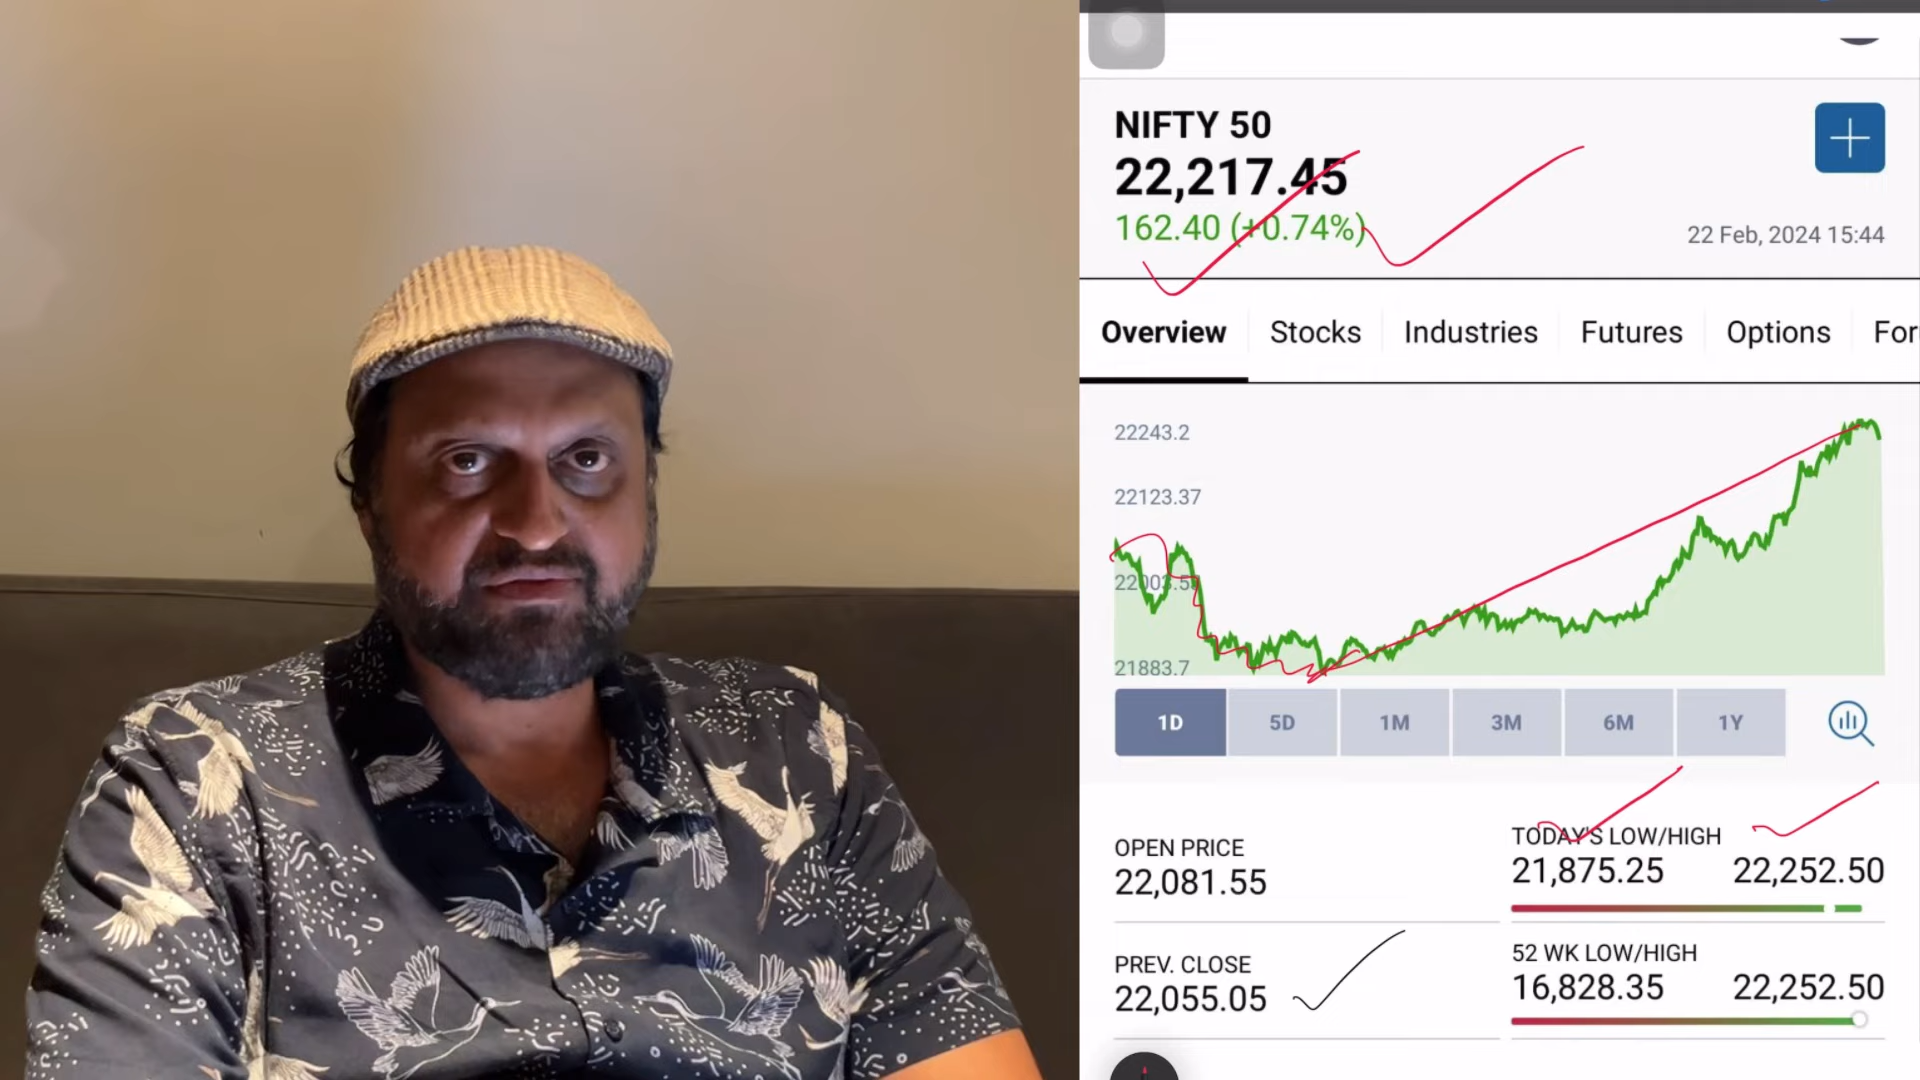 NIFTY 50
22,217.45
162.40 (+0.74%)
22 Feb, 2024 15:44
Overview Stocks Industries Futures Options For
22243.2
22123.37
22003.5
21883.7
1D 5D 1M 3M 6M 1Y
OPEN PRICE
22,081.55
TODAY'S LOW/HIGH
21,875.25 22,252.50
PREV. CLOSE
22,055.05
52 WK LOW/HIGH
16,828.35 22,252.50